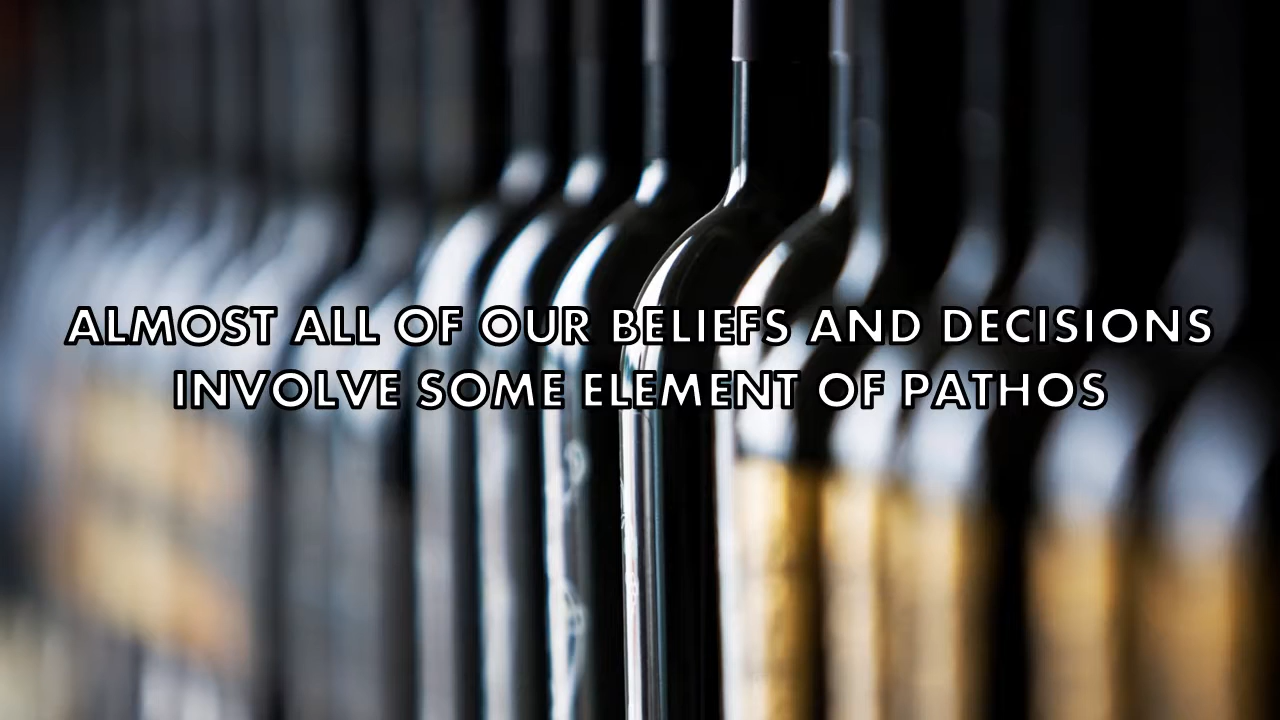 ALMOST ALL OF OUR BELIEFS AND DECISIONS
INVOLVE SOME ELEMENT OF PATHOS